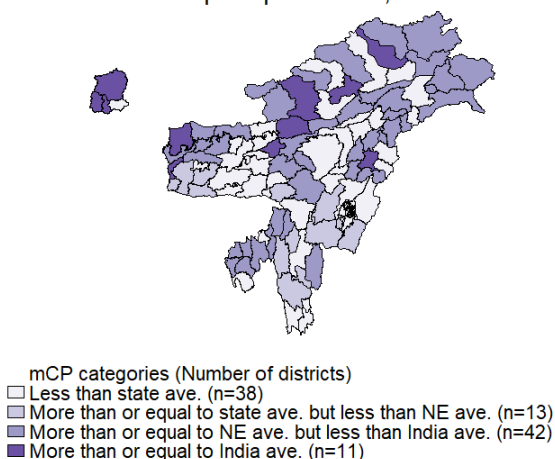 mCP categories (Number of districts)
Less than state ave. (n=38)
More than or equal to state ave. but less than NE ave. (n=13)
More than or equal to NE ave. but less than India ave. (n=42)
More than or equal to India ave. (n=11)